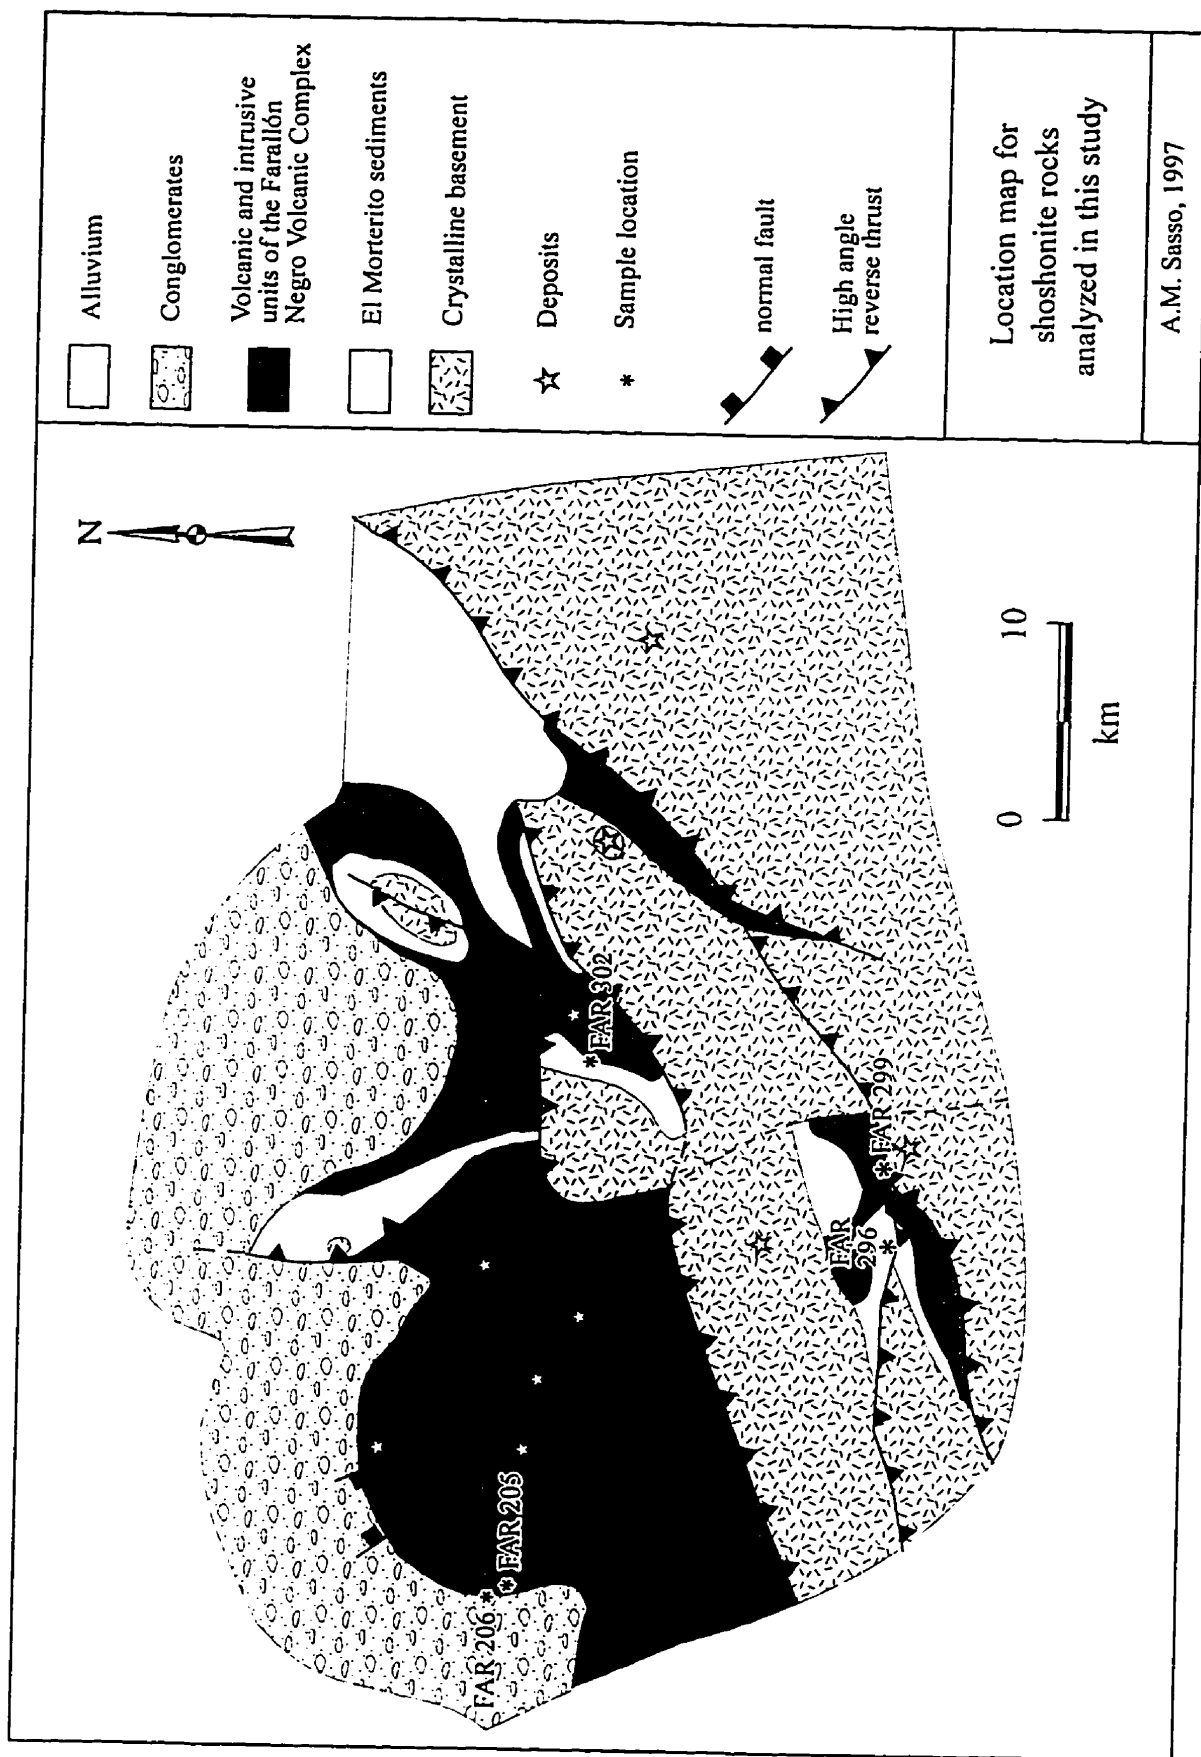 Alluvium
Conglomerates
Volcanic and intrusive
units of the Farallón
Negro Volcanic Complex
El Morterito sediments
Crystalline basement
Deposits
Sample location
normal fault
High angle
reverse thrust
Location map for
shoshonite rocks
analyzed in this study
A.M. Sasso, 1997
N
FAR 206
FAR 205
FAR 302
FAR
296
FAR 299
0
10
km